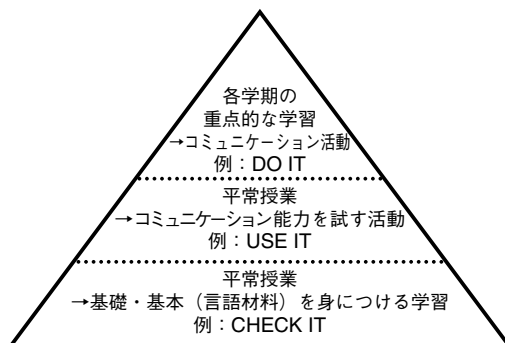 各学期の
重点的な学習
→コミュニケーション活動
例：DO IT
平常授業
→コミュニケーション能力を試す活動
例：USE IT
平常授業
→基礎・基本（言語材料）を身につける学習
例：CHECK IT